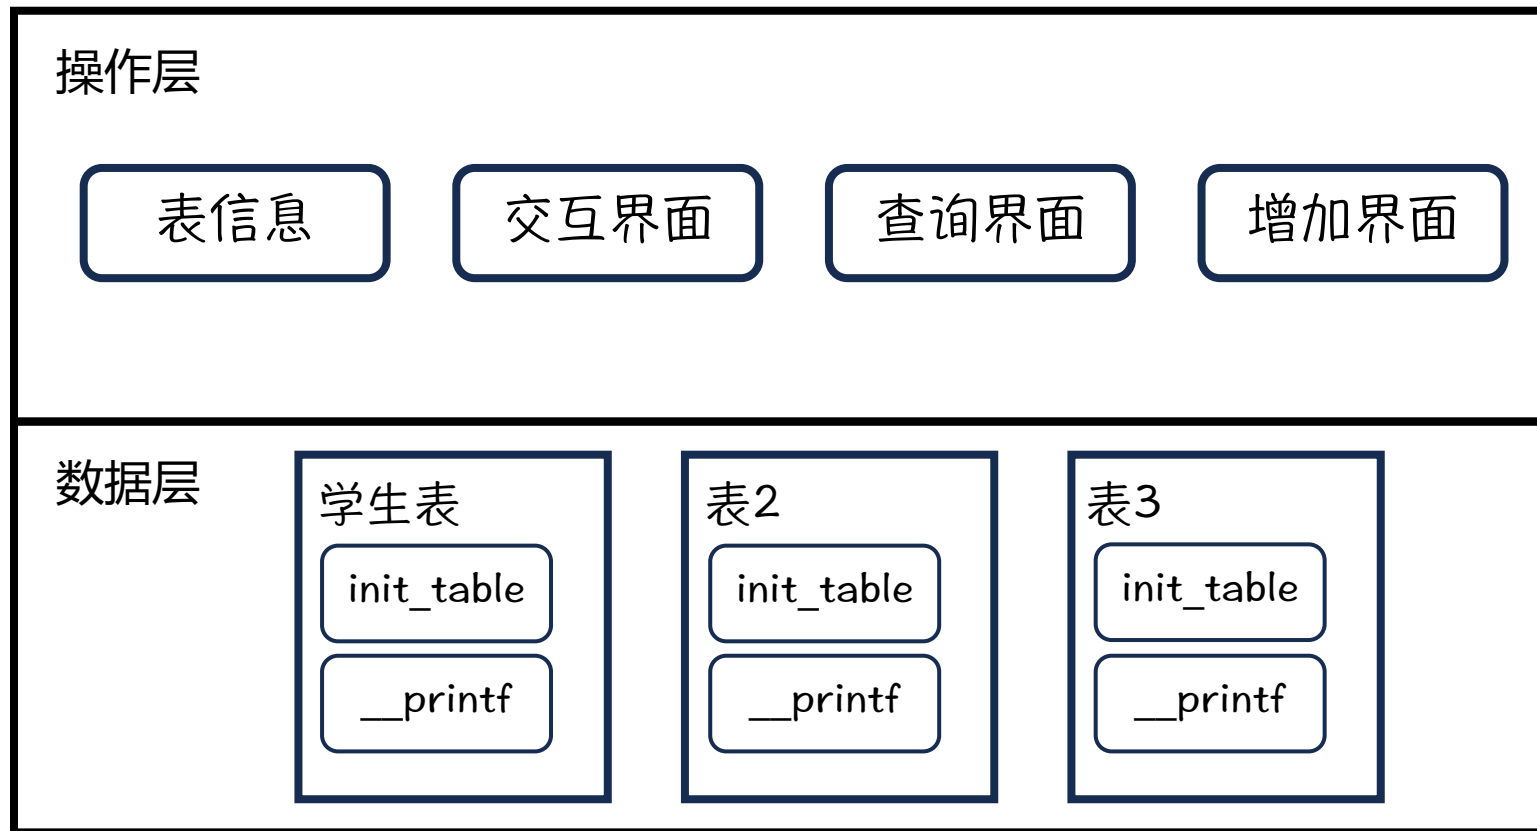 操作层
表信息 交互界面 查询界面 增加界面
数据层
学生表 表2 表3
init_table init_table init_table
__printf __printf __printf